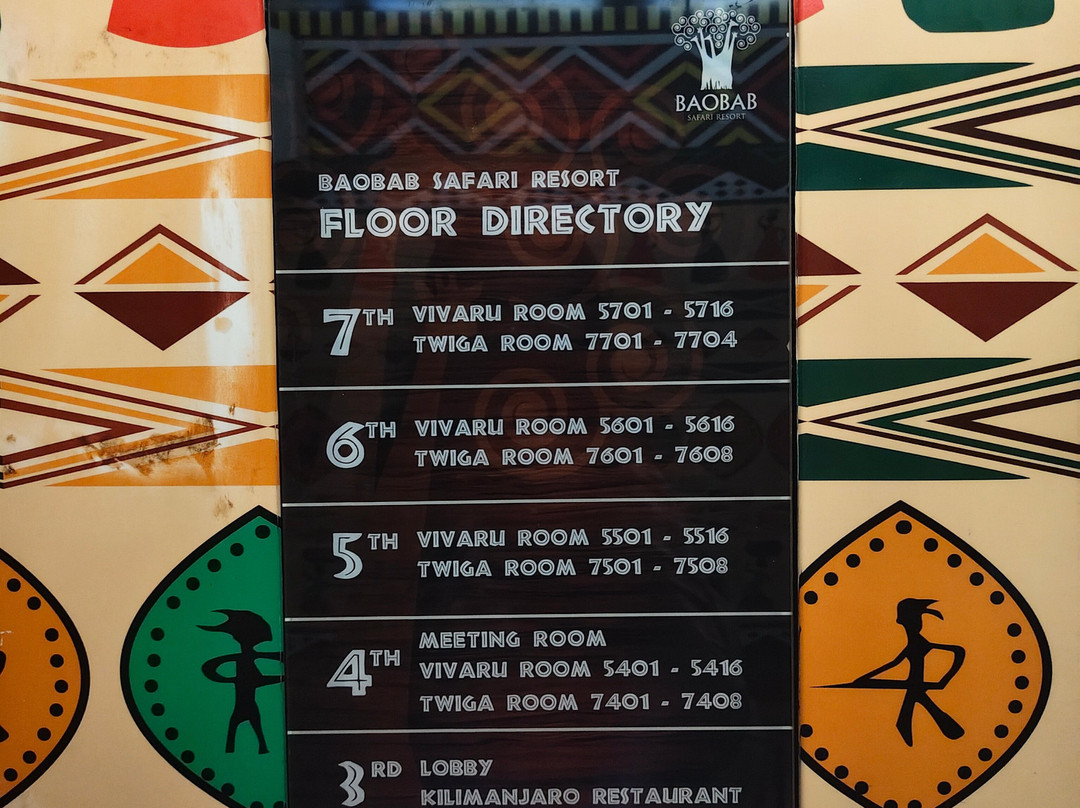 BAOBAB
SAFARI RESORT
BAOBAB SAFARI RESORT
FLOOR DIRECTORY
7TH
VIVARU ROOM 5701 - 5716
TWIGA ROOM 7701 - 7704
6TH
VIVARU ROOM 5601 - 5616
TWIGA ROOM 7601 - 7608
5TH
VIVARU ROOM 5501 - 5516
TWIGA ROOM 7501 - 7508
4TH
MEETING ROOM
VIVARU ROOM 5401 - 5416
TWIGA ROOM 7401 - 7408
3RD
LOBBY
KILIMANJARO RESTAURANT